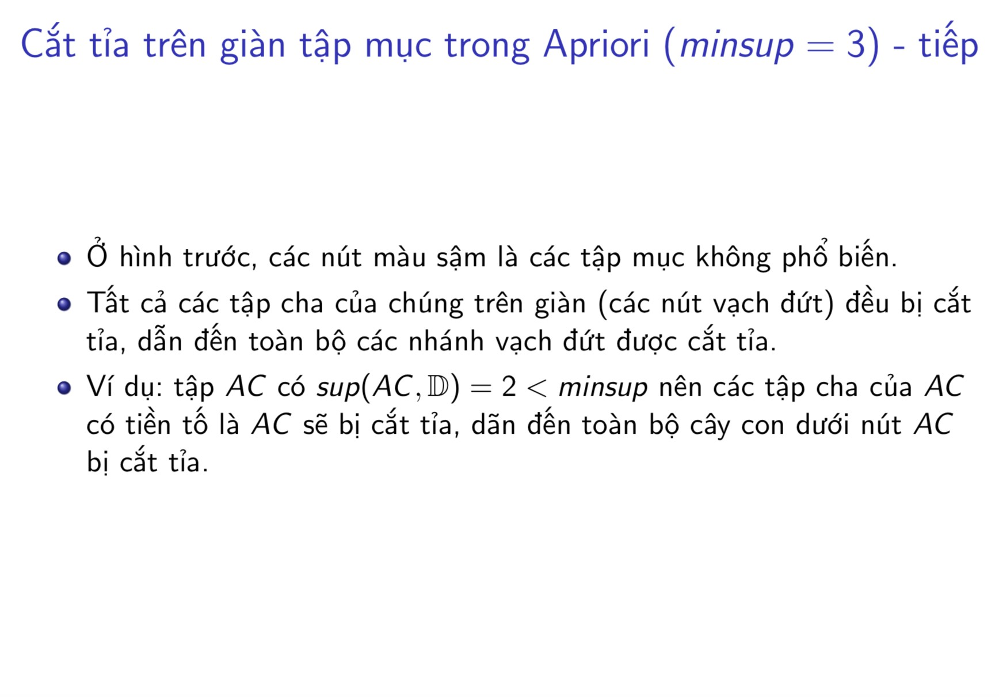 Cắt tỉa trên giàn tập mục trong Apriori (minsup = 3) - tiếp
Ở hình trước, các nút màu sậm là các tập mục không phổ biến.
Tất cả các tập cha của chúng trên giàn (các nút vạch đứt) đều bị cắt
tỉa, dẫn đến toàn bộ các nhánh vạch đứt được cắt tỉa.
Ví dụ: tập AC có sup(AC, 𝔻) = 2 < minsup nên các tập cha của AC
có tiền tố là AC sẽ bị cắt tỉa, dãn đến toàn bộ cây con dưới nút AC
bị cắt tỉa.